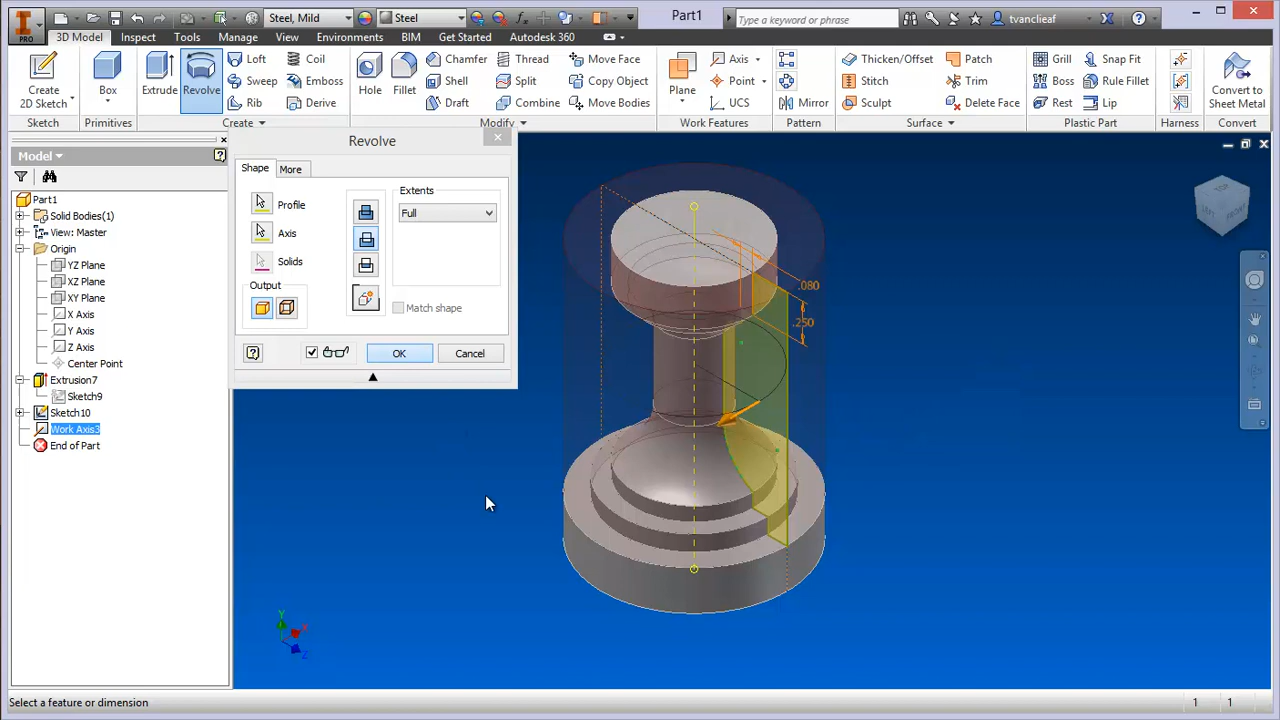 Steel, Mild
Steel
Part1
Type a keyword or phrase
tvanclieaf
PRO
3D Model Inspect Tools Manage View Environments BIM Get Started Autodesk 360
Create
2D Sketch
Sketch
Box
Primitives
Extrude
Revolve
Loft
Sweep
Rib
Coil
Emboss
Derive
Create
Hole
Fillet
Chamfer
Shell
Draft
Thread
Split
Combine
Move Face
Copy Object
Move Bodies
Modify
Plane
Axis
Point
UCS
Work Features
Mirror
Pattern
Thicken/Offset
Stitch
Sculpt
Patch
Trim
Delete Face
Surface
Grill
Boss
Rest
Snap Fit
Rule Fillet
Lip
Plastic Part
Harness
Convert to
Sheet Metal
Convert
Model
Part1
Solid Bodies(1)
View: Master
Origin
YZ Plane
XZ Plane
XY Plane
X Axis
Y Axis
Z Axis
Center Point
Extrusion7
Sketch9
Sketch10
Work Axis3
End of Part
Revolve
Shape More
Profile
Axis
Solids
Output
Extents
Full
Match shape
OK
Cancel
.080
.250
FRONT
Y
X
Z
Select a feature or dimension
1 1